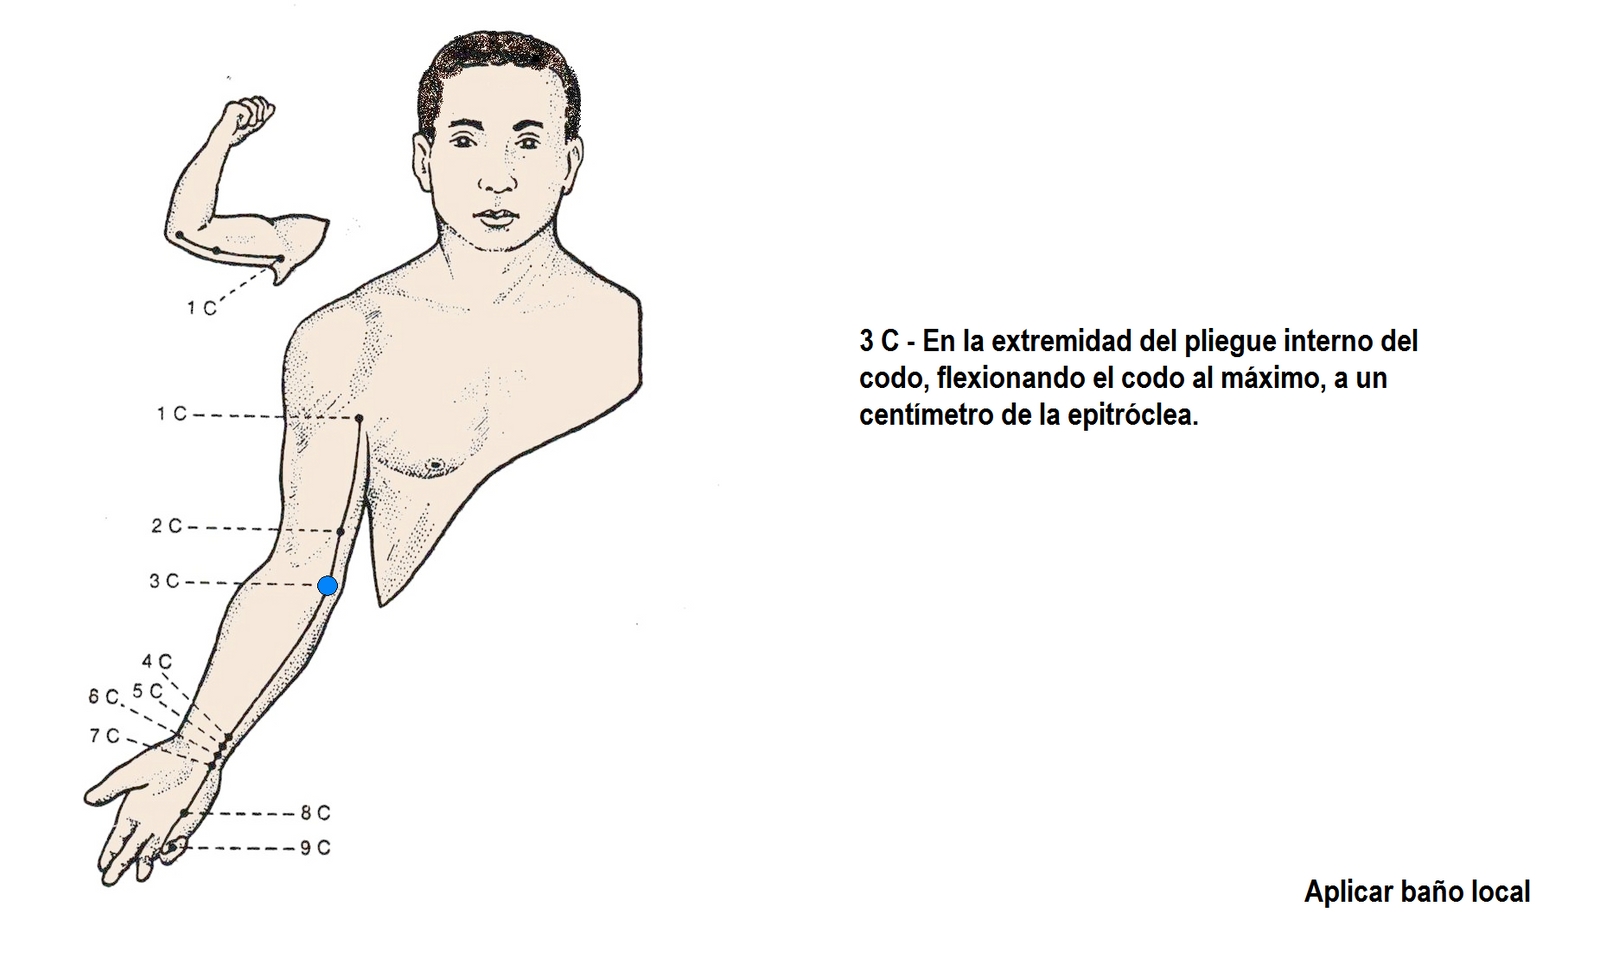 1 C
1 C
2 C
3 C
4 C
5 C
6 C
7 C
8 C
9 C
3 C - En la extremidad del pliegue interno del
codo, flexionando el codo al máximo, a un
centímetro de la epitróclea.
Aplicar baño local